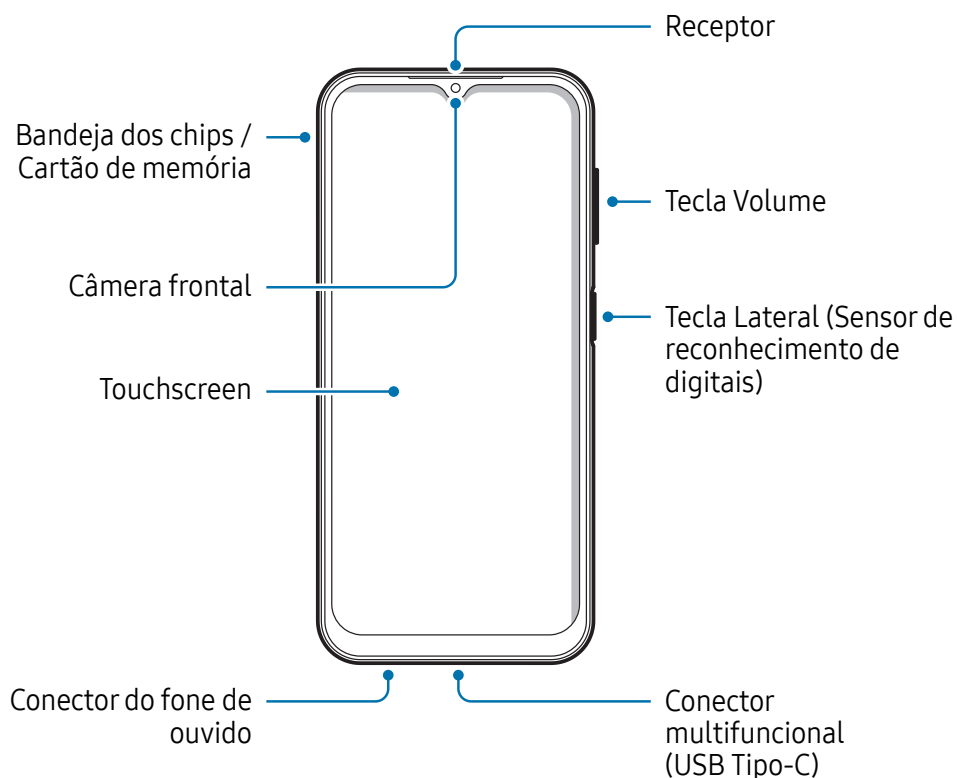 Receptor
Bandeja dos chips /
Cartão de memória
Tecla Volume
Câmera frontal
Tecla Lateral (Sensor de
reconhecimento de
digitais)
Touchscreen
Conector do fone de
ouvido
Conector
multifuncional
(USB Tipo-C)